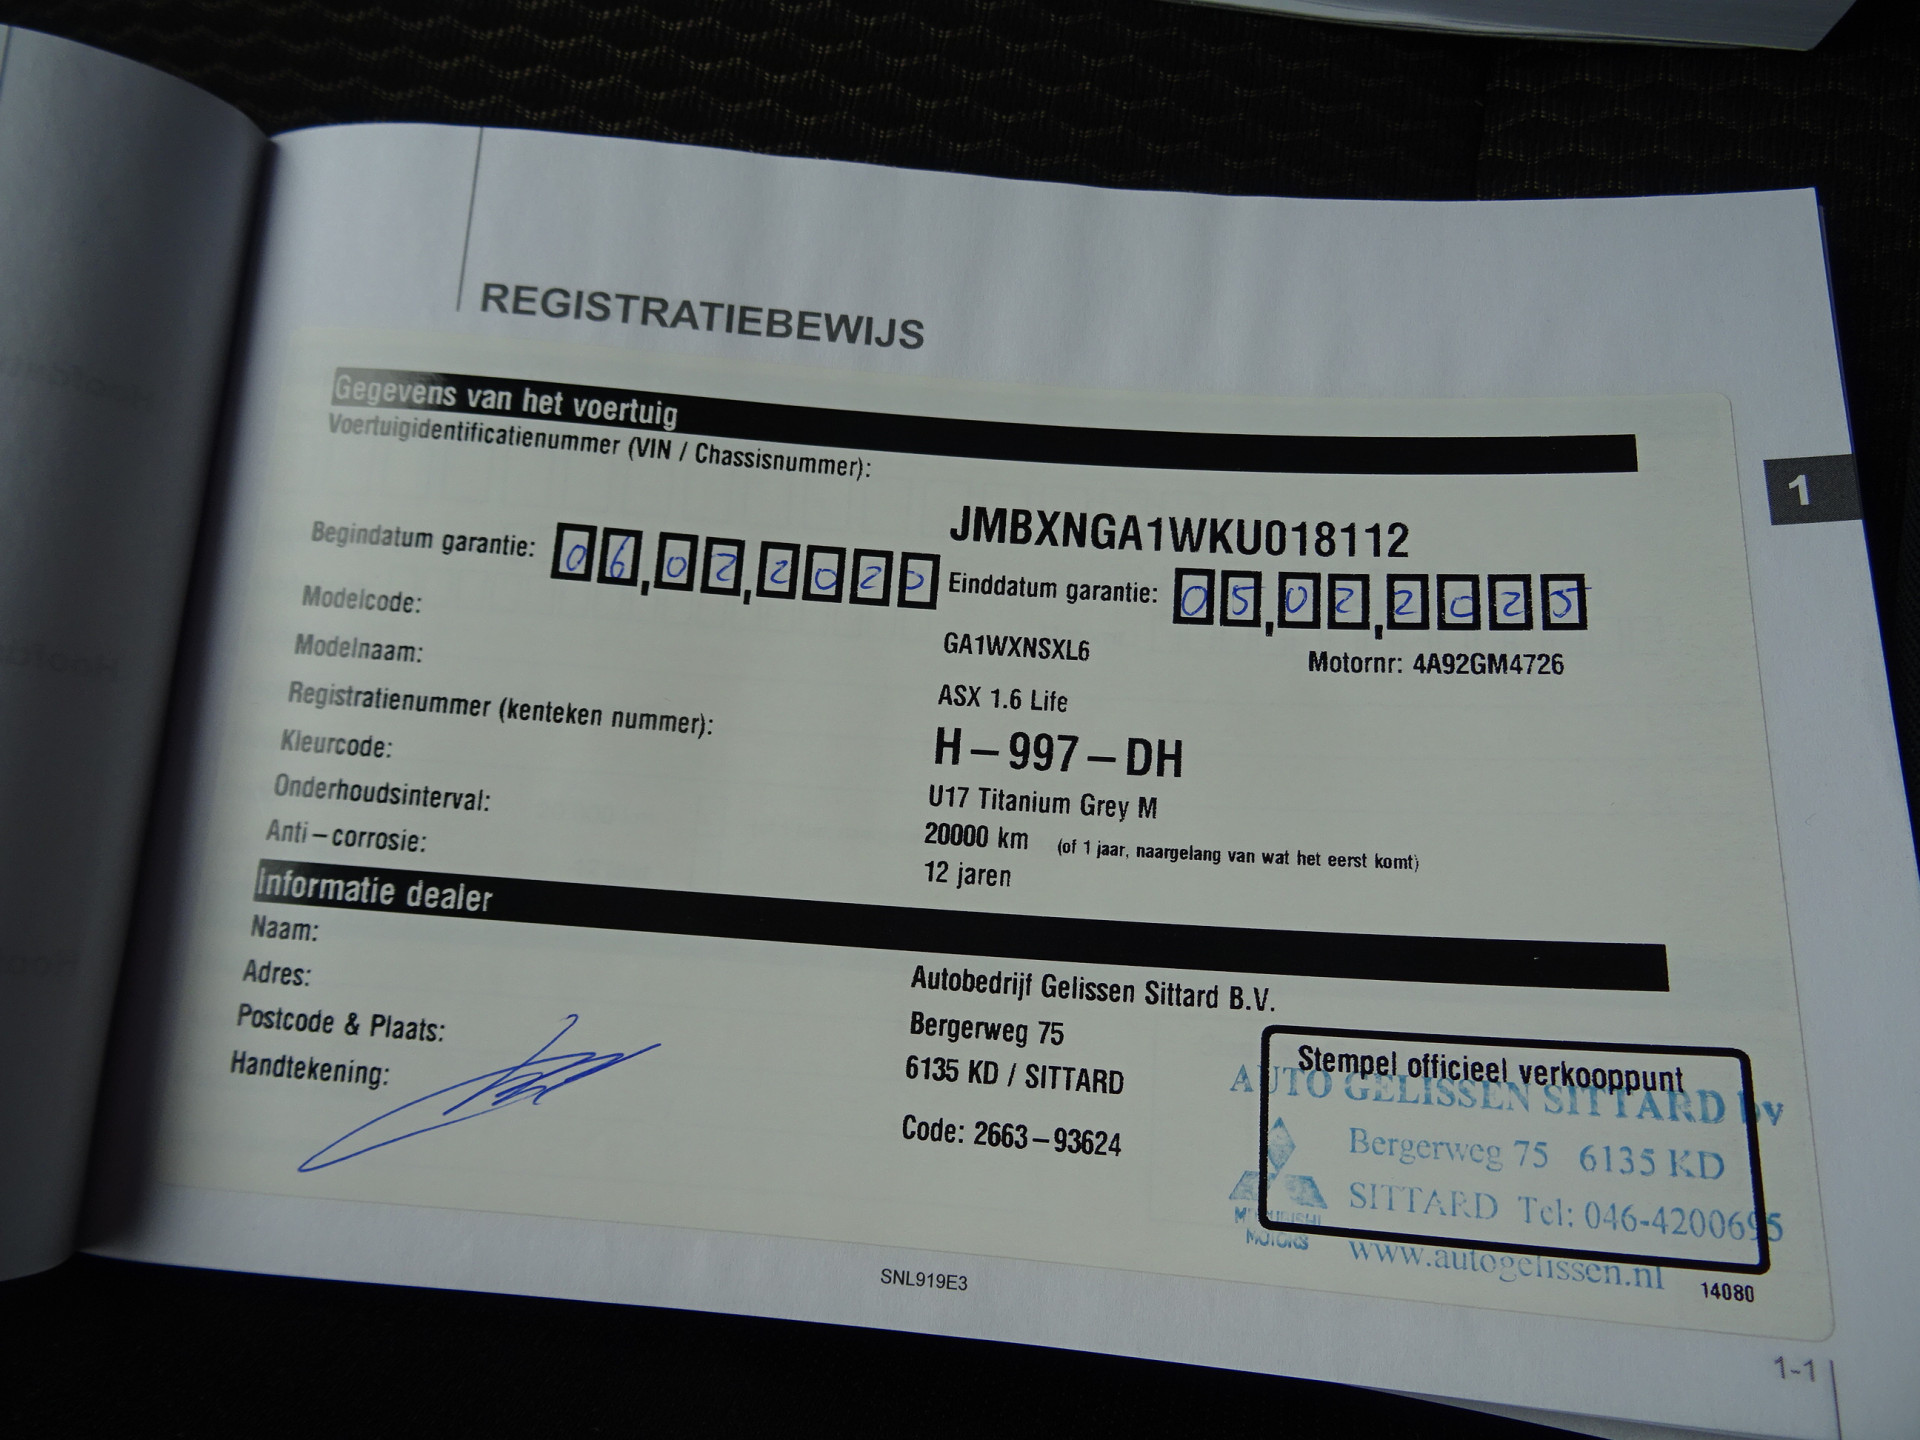 REGISTRATIEBEWIJS
Gegevens van het voertuig
Voertuigidentificatienummer (VIN / Chassisnummer):
JMBXNGA1WKU018112
Begindatum garantie: 06,02,2020 Einddatum garantie: 05,02,2025
Modelcode: GA1WXNSXL6 Motornr: 4A92GM4726
Modelnaam: ASX 1.6 Life
Registratienummer (kenteken nummer): H-997-DH
Kleurcode: U17 Titanium Grey M
Onderhoudsinterval: 20000 km (of 1 jaar, naargelang van wat het eerst komt)
Anti-corrosie: 12 jaren
1
Informatie dealer
Naam: Autobedrijf Gelissen Sittard B.V.
Adres: Bergerweg 75
Postcode & Plaats: 6135 KD / SITTARD
Handtekening:
Code: 2663-93624
Stempel officieel verkooppunt
AUTO GELISSEN SITTARD bv
Bergerweg 75 6135 KD
SITTARD Tel: 046-4200695
MITSUBISHI
MOTORS
www.autogelissen.nl
14080
SNL919E3
1-1